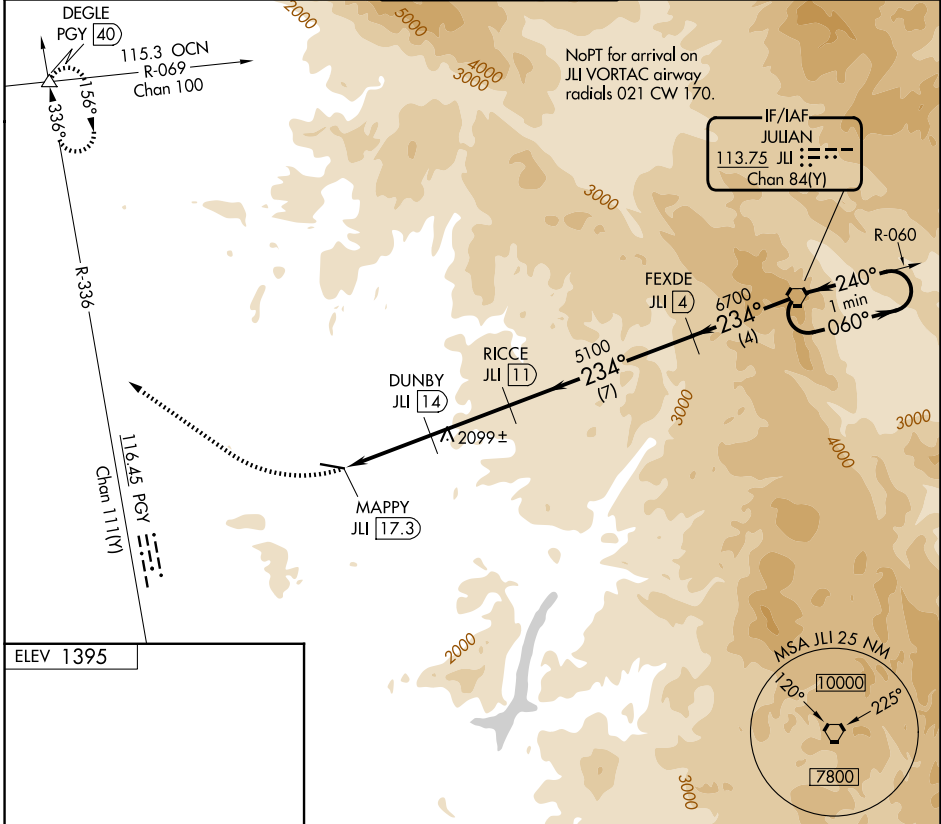 DEGLE
PGY 40
115.3 OCN
R-069
Chan 100
156°
336°
R-336
116.45 PGY
Chan 111(Y)
2000
5000
4000
3000
NoPT for arrival on
JLI VORTAC airway
radials 021 CW 170.
IF/IAF
JULIAN
113.75 JLI
Chan 84(Y)
3000
R-060
240°
1 min
060°
FEXDE
JLI 4
6700
234°
(4)
RICCE
JLI 11
5100
234°
(7)
DUNBY
JLI 14
2099±
MAPPY
JLI 17.3
3000
4000
3000
2000
3000
ELEV 1395
MSA JLI 25 NM
120°
10000
225°
7800